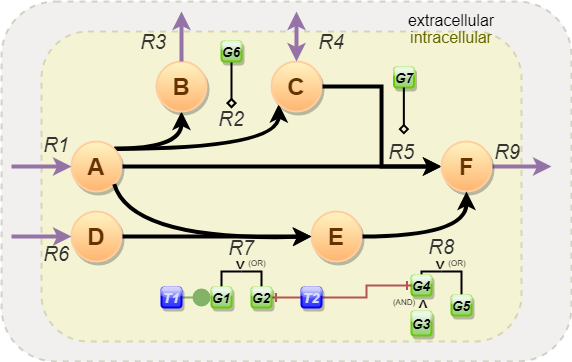 extracellular
intracellular
R3
R4
G6
G7
B
C
R2
R1
A
R5
F
R9
D
E
R6
R7
R8
V (OR)
V (OR)
T1
G1
G2
T2
G4
G5
(AND) ʌ
G3